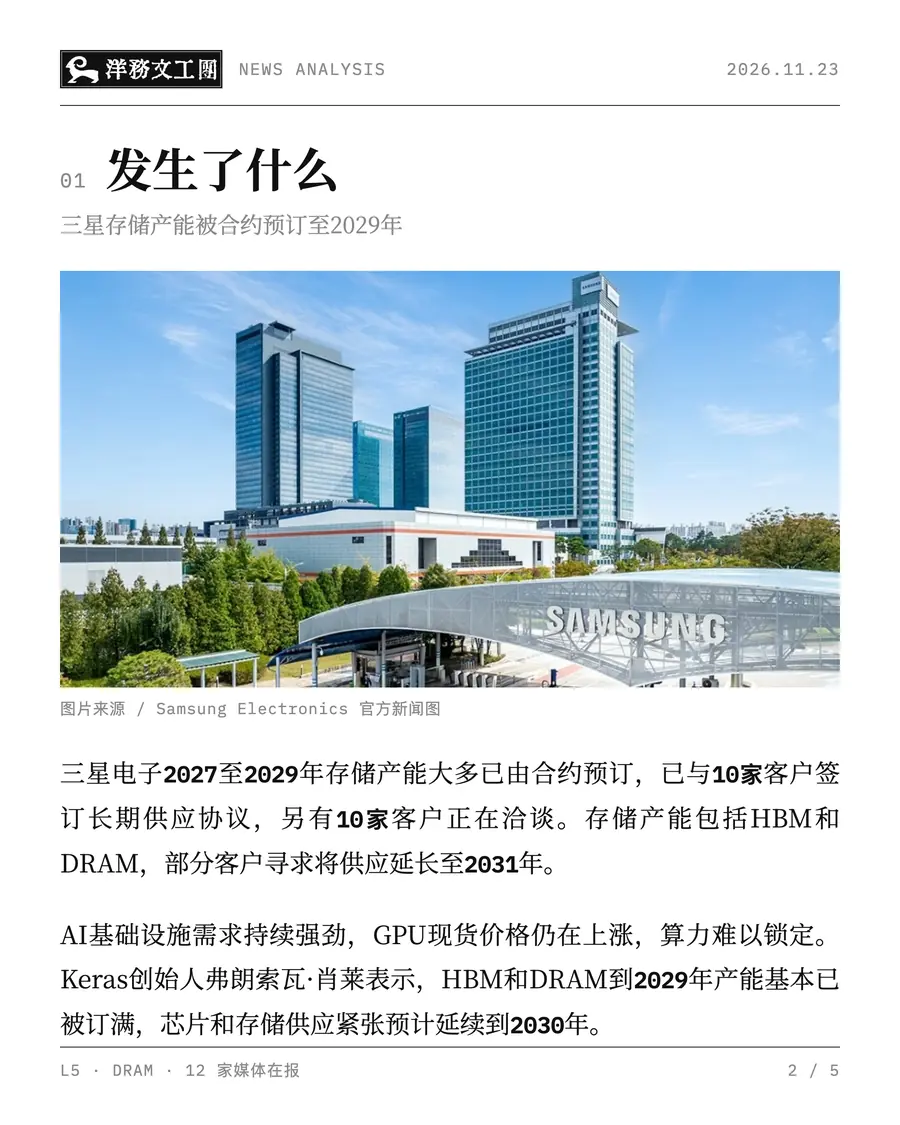 洋務文工團 NEWS ANALYSIS 2026.11.23
01 发生了什么
三星存储产能被合约预订至2029年
SAMSUNG
SAMSUNG
图片来源 / Samsung Electronics 官方新闻图
三星电子2027至2029年存储产能大多已由合约预订，已与10家客户签
订长期供应协议，另有10家客户正在洽谈。存储产能包括HBM和
DRAM，部分客户寻求将供应延长至2031年。
AI基础设施需求持续强劲，GPU现货价格仍在上涨，算力难以锁定。
Keras创始人弗朗索瓦·肖莱表示，HBM和DRAM到2029年产能基本已
被订满，芯片和存储供应紧张预计延续到2030年。
L5 · DRAM · 12 家媒体在报 2 / 5